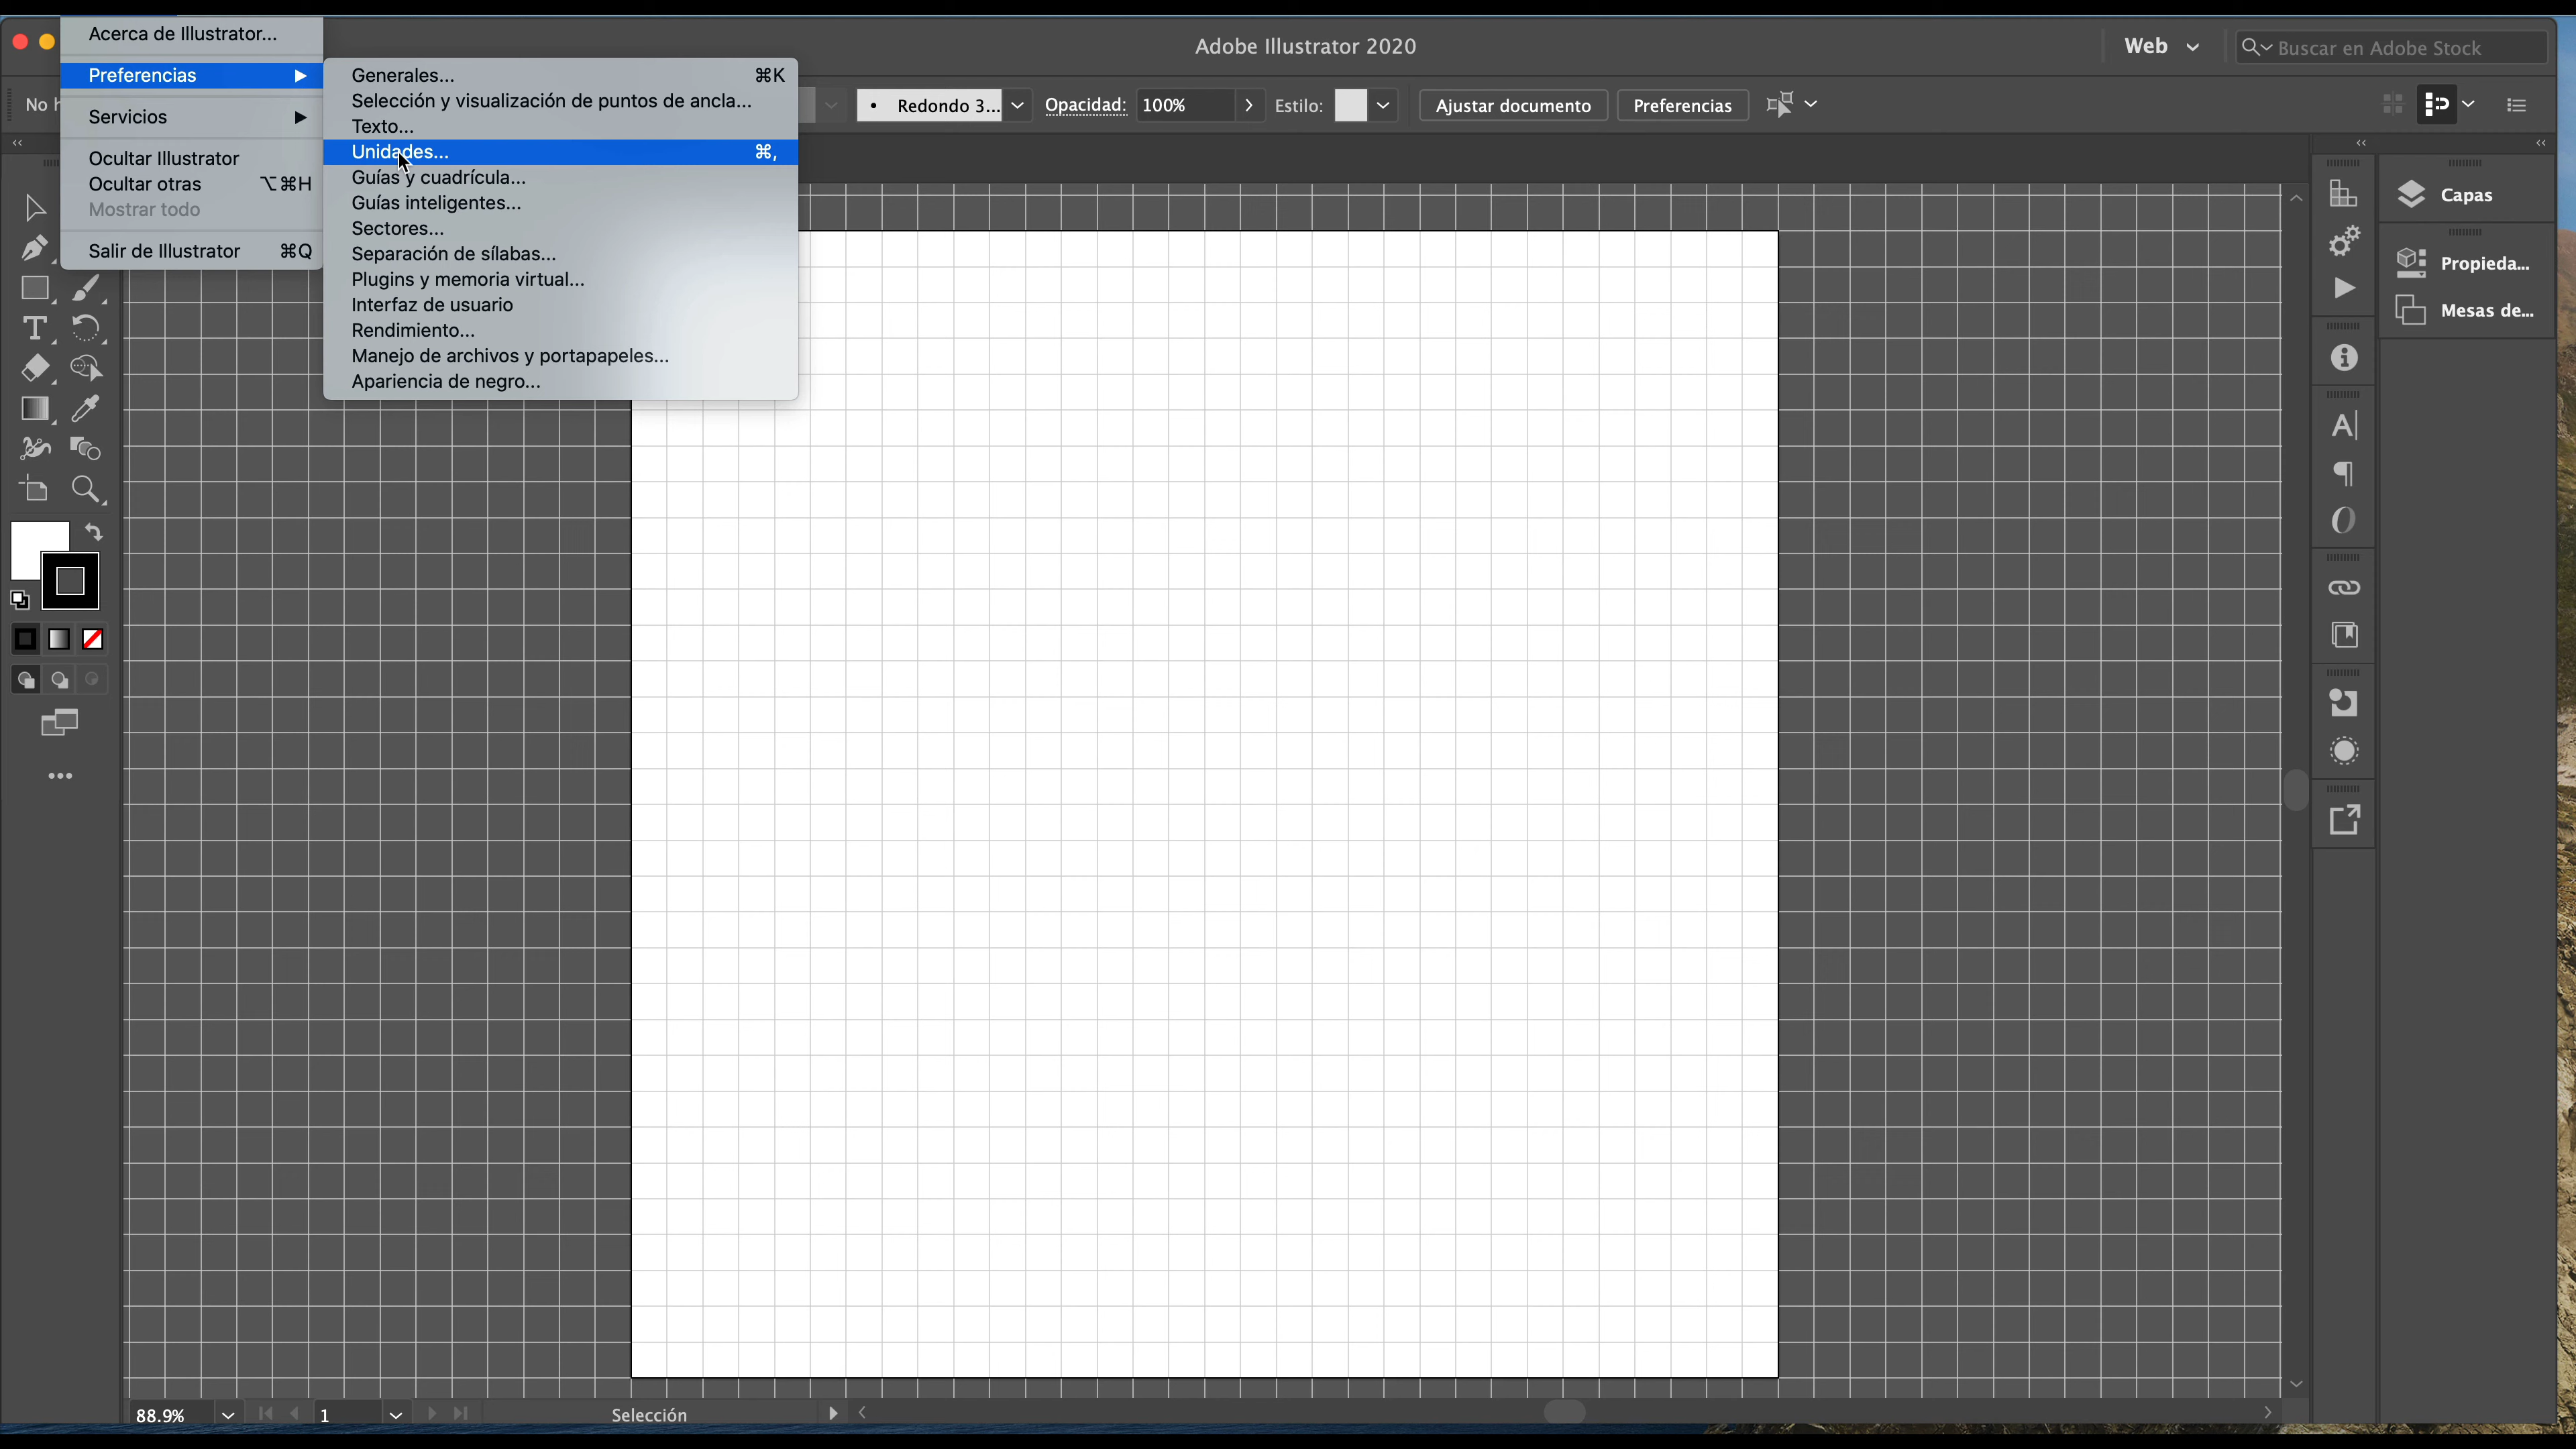 Acerca de Illustrator...
Adobe Illustrator 2020
Web
Buscar en Adobe Stock
Preferencias
Generales... ⌘K
No h
Selección y visualización de puntos de ancla...
Redondo 3...
Opacidad: 100%
Estilo:
Ajustar documento
Preferencias
Servicios
Texto...
Ocultar Illustrator
Unidades... ⌘,
Ocultar otras ⌥⌘H
Guías y cuadrícula...
Mostrar todo
Guías inteligentes...
Salir de Illustrator ⌘Q
Sectores...
Separación de sílabas...
Plugins y memoria virtual...
Interfaz de usuario
Rendimiento...
Manejo de archivos y portapapeles...
Apariencia de negro...
Capas
Propieda...
Mesas de...
88.9%
1
Selección